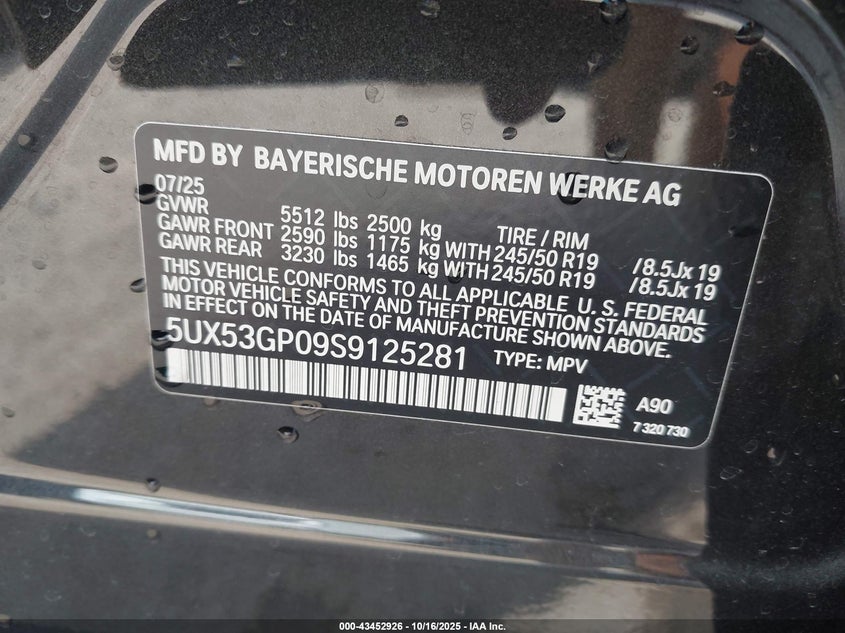 MFD BY BAYERISCHE MOTOREN WERKE AG
07/25
GVWR 5512 lbs 2500 kg TIRE / RIM
GAWR FRONT 2590 lbs 1175 kg WITH 245/50 R19 /8.5Jx 19
GAWR REAR 3230 lbs 1465 kg WITH 245/50 R19 /8.5Jx 19
THIS VEHICLE CONFORMS TO ALL APPLICABLE U. S. FEDERAL
MOTOR VEHICLE SAFETY AND THEFT PREVENTION STANDARDS
IN EFFECT ON THE DATE OF MANUFACTURE SHOWN ABOVE.
5UX53GP09S9125281 TYPE: MPV
A90
7 320 730
000-43452926 | 10/16/2025 | IAA Inc.